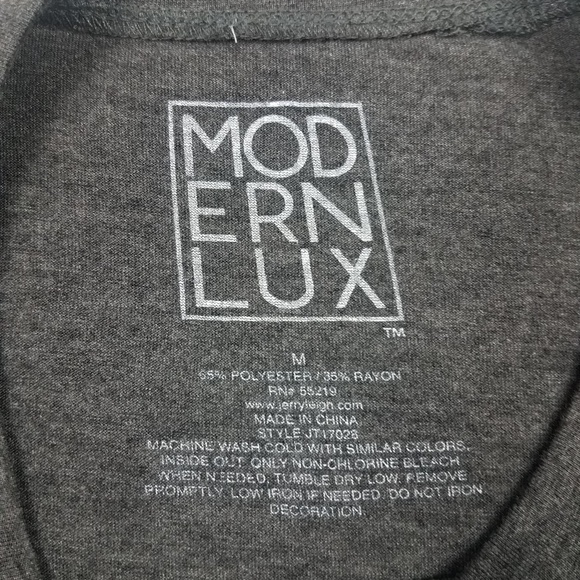 MOD
ERN
LUX
TM
M
65% POLYESTER / 35% RAYON
RN# 55219
www.jerryleigh.com
MADE IN CHINA
STYLE JT17028
MACHINE WASH COLD WITH SIMILAR COLORS,
INSIDE OUT. ONLY NON-CHLORINE BLEACH
WHEN NEEDED. TUMBLE DRY LOW. REMOVE
PROMPTLY. LOW IRON IF NEEDED. DO NOT IRON
DECORATION.